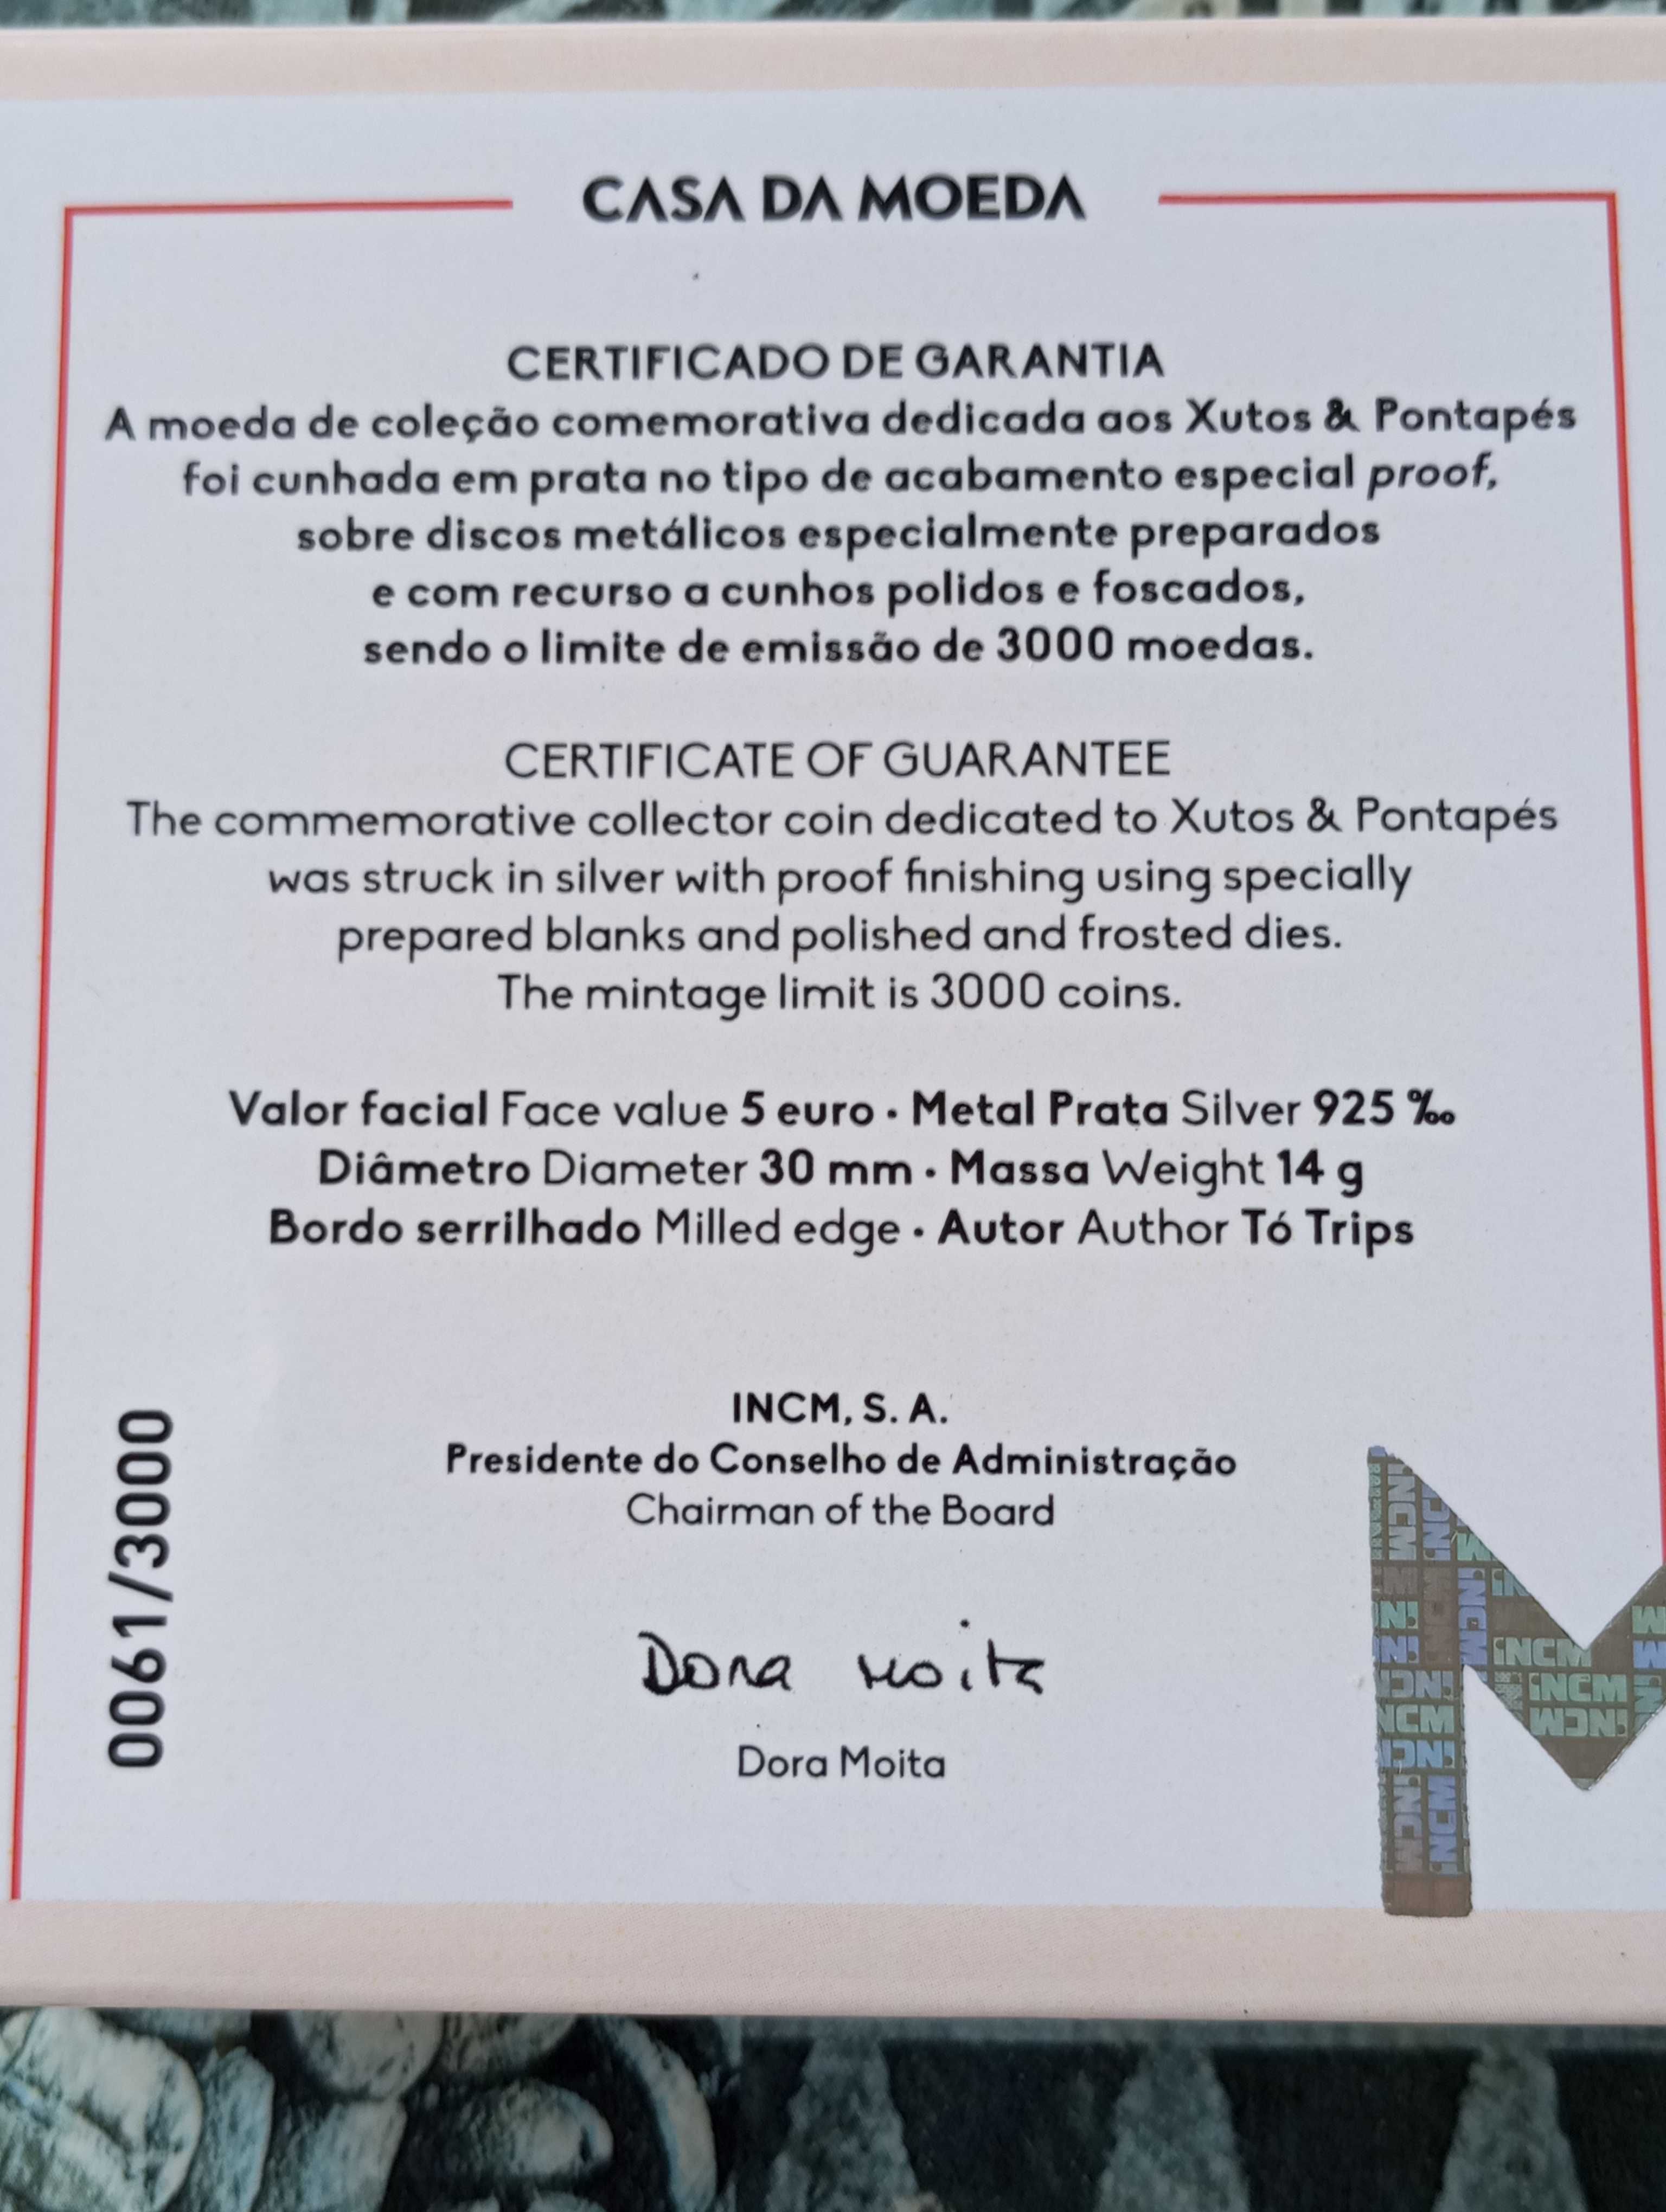 CASA DA MOEDA
CERTIFICADO DE GARANTIA
A moeda de coleção comemorativa dedicada aos Xutos & Pontapés
foi cunhada em prata no tipo de acabamento especial proof,
sobre discos metálicos especialmente preparados
e com recurso a cunhos polidos e foscados,
sendo o limite de emissão de 3000 moedas.
CERTIFICATE OF GUARANTEE
The commemorative collector coin dedicated to Xutos & Pontapés
was struck in silver with proof finishing using specially
prepared blanks and polished and frosted dies.
The mintage limit is 3000 coins.
Valor facial Face value 5 euro · Metal Prata Silver 925 ‰
Diâmetro Diameter 30 mm · Massa Weight 14 g
Bordo serrilhado Milled edge · Autor Author Tó Trips
INCM, S. A.
Presidente do Conselho de Administração
Chairman of the Board
Dora Moita
Dora Moita
0061/3000
INCM
INCM